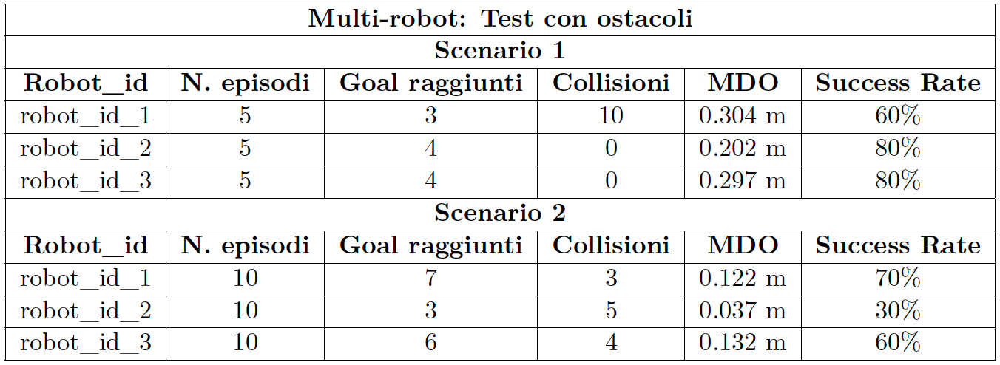 Multi-robot: Test con ostacoli
Scenario 1
Robot_id N. episodi Goal raggiunti Collisioni MDO Success Rate
robot_id_1 5 3 10 0.304 m 60%
robot_id_2 5 4 0 0.202 m 80%
robot_id_3 5 4 0 0.297 m 80%
Scenario 2
Robot_id N. episodi Goal raggiunti Collisioni MDO Success Rate
robot_id_1 10 7 3 0.122 m 70%
robot_id_2 10 3 5 0.037 m 30%
robot_id_3 10 6 4 0.132 m 60%